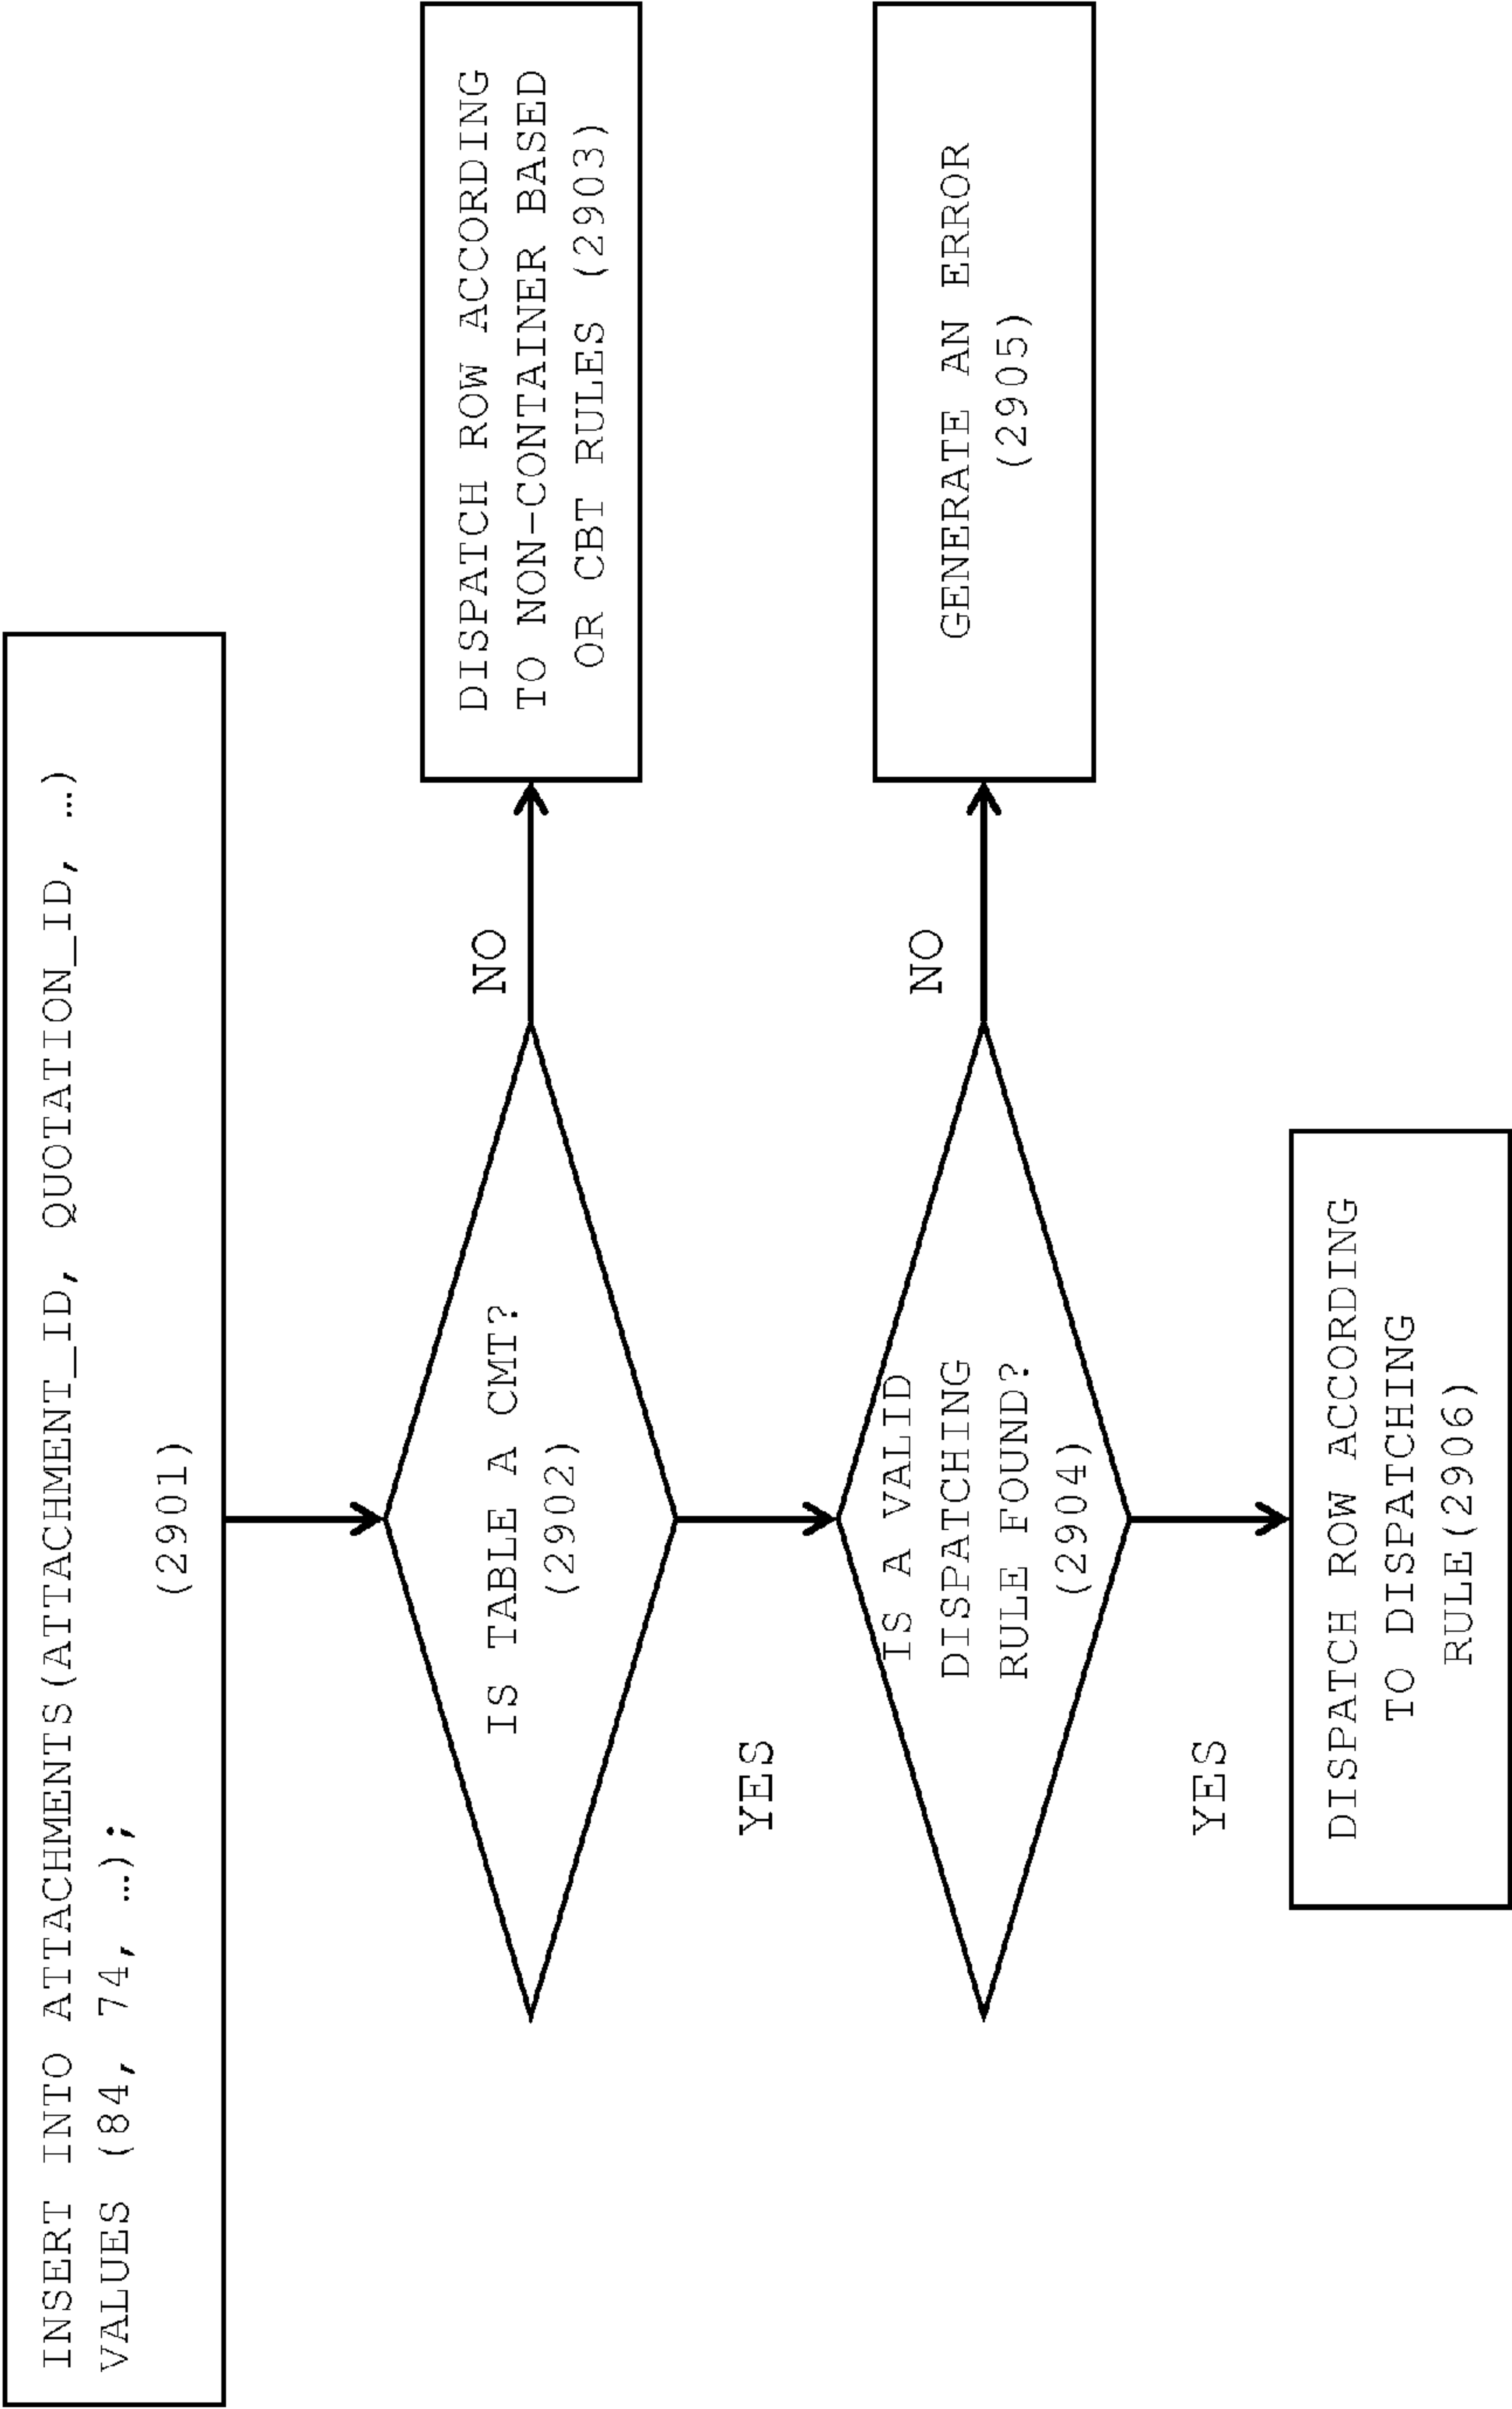 INSERT INTO ATTACHMENTS(ATTACHMENT_ID, QUOTATION_ID, …)
VALUES (84, 74, …);
(2901)
IS TABLE A CMT?
(2902)
NO
DISPATCH ROW ACCORDING
TO NON-CONTAINER BASED
OR CBT RULES (2903)
YES
IS A VALID
DISPATCHING
RULE FOUND?
(2904)
NO
GENERATE AN ERROR
(2905)
YES
DISPATCH ROW ACCORDING
TO DISPATCHING
RULE(2906)